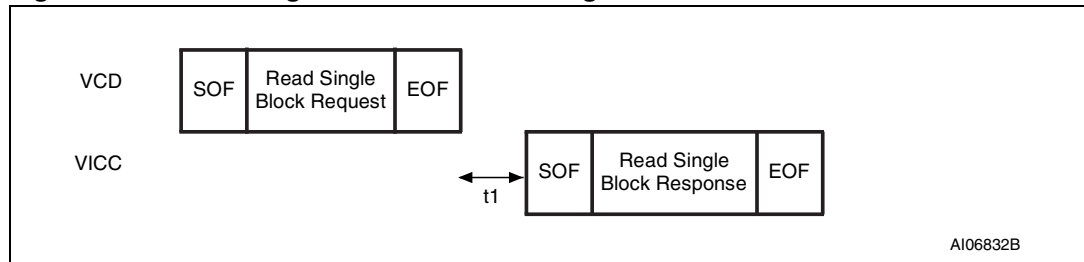 VCD
SOF
Read Single
Block Request
EOF
VICC
t1
SOF
Read Single
Block Response
EOF
AI06832B